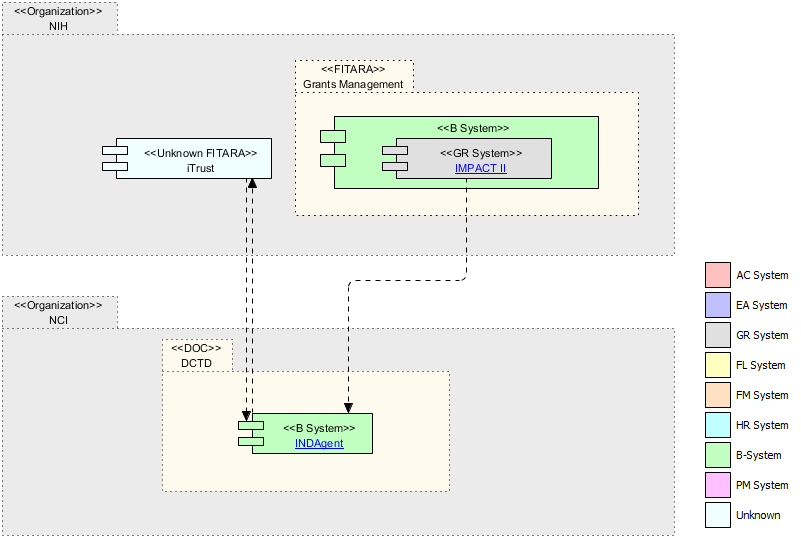 <<Organization>>
NIH
<<FITARA>>
Grants Management
<<B System>>
<<Unknown FITARA>>
iTrust
<<GR System>>
IMPACT II
<<Organization>>
NCI
<<DOC>>
DCTD
<<B System>>
INDAgent
AC System
EA System
GR System
FL System
FM System
HR System
B-System
PM System
Unknown